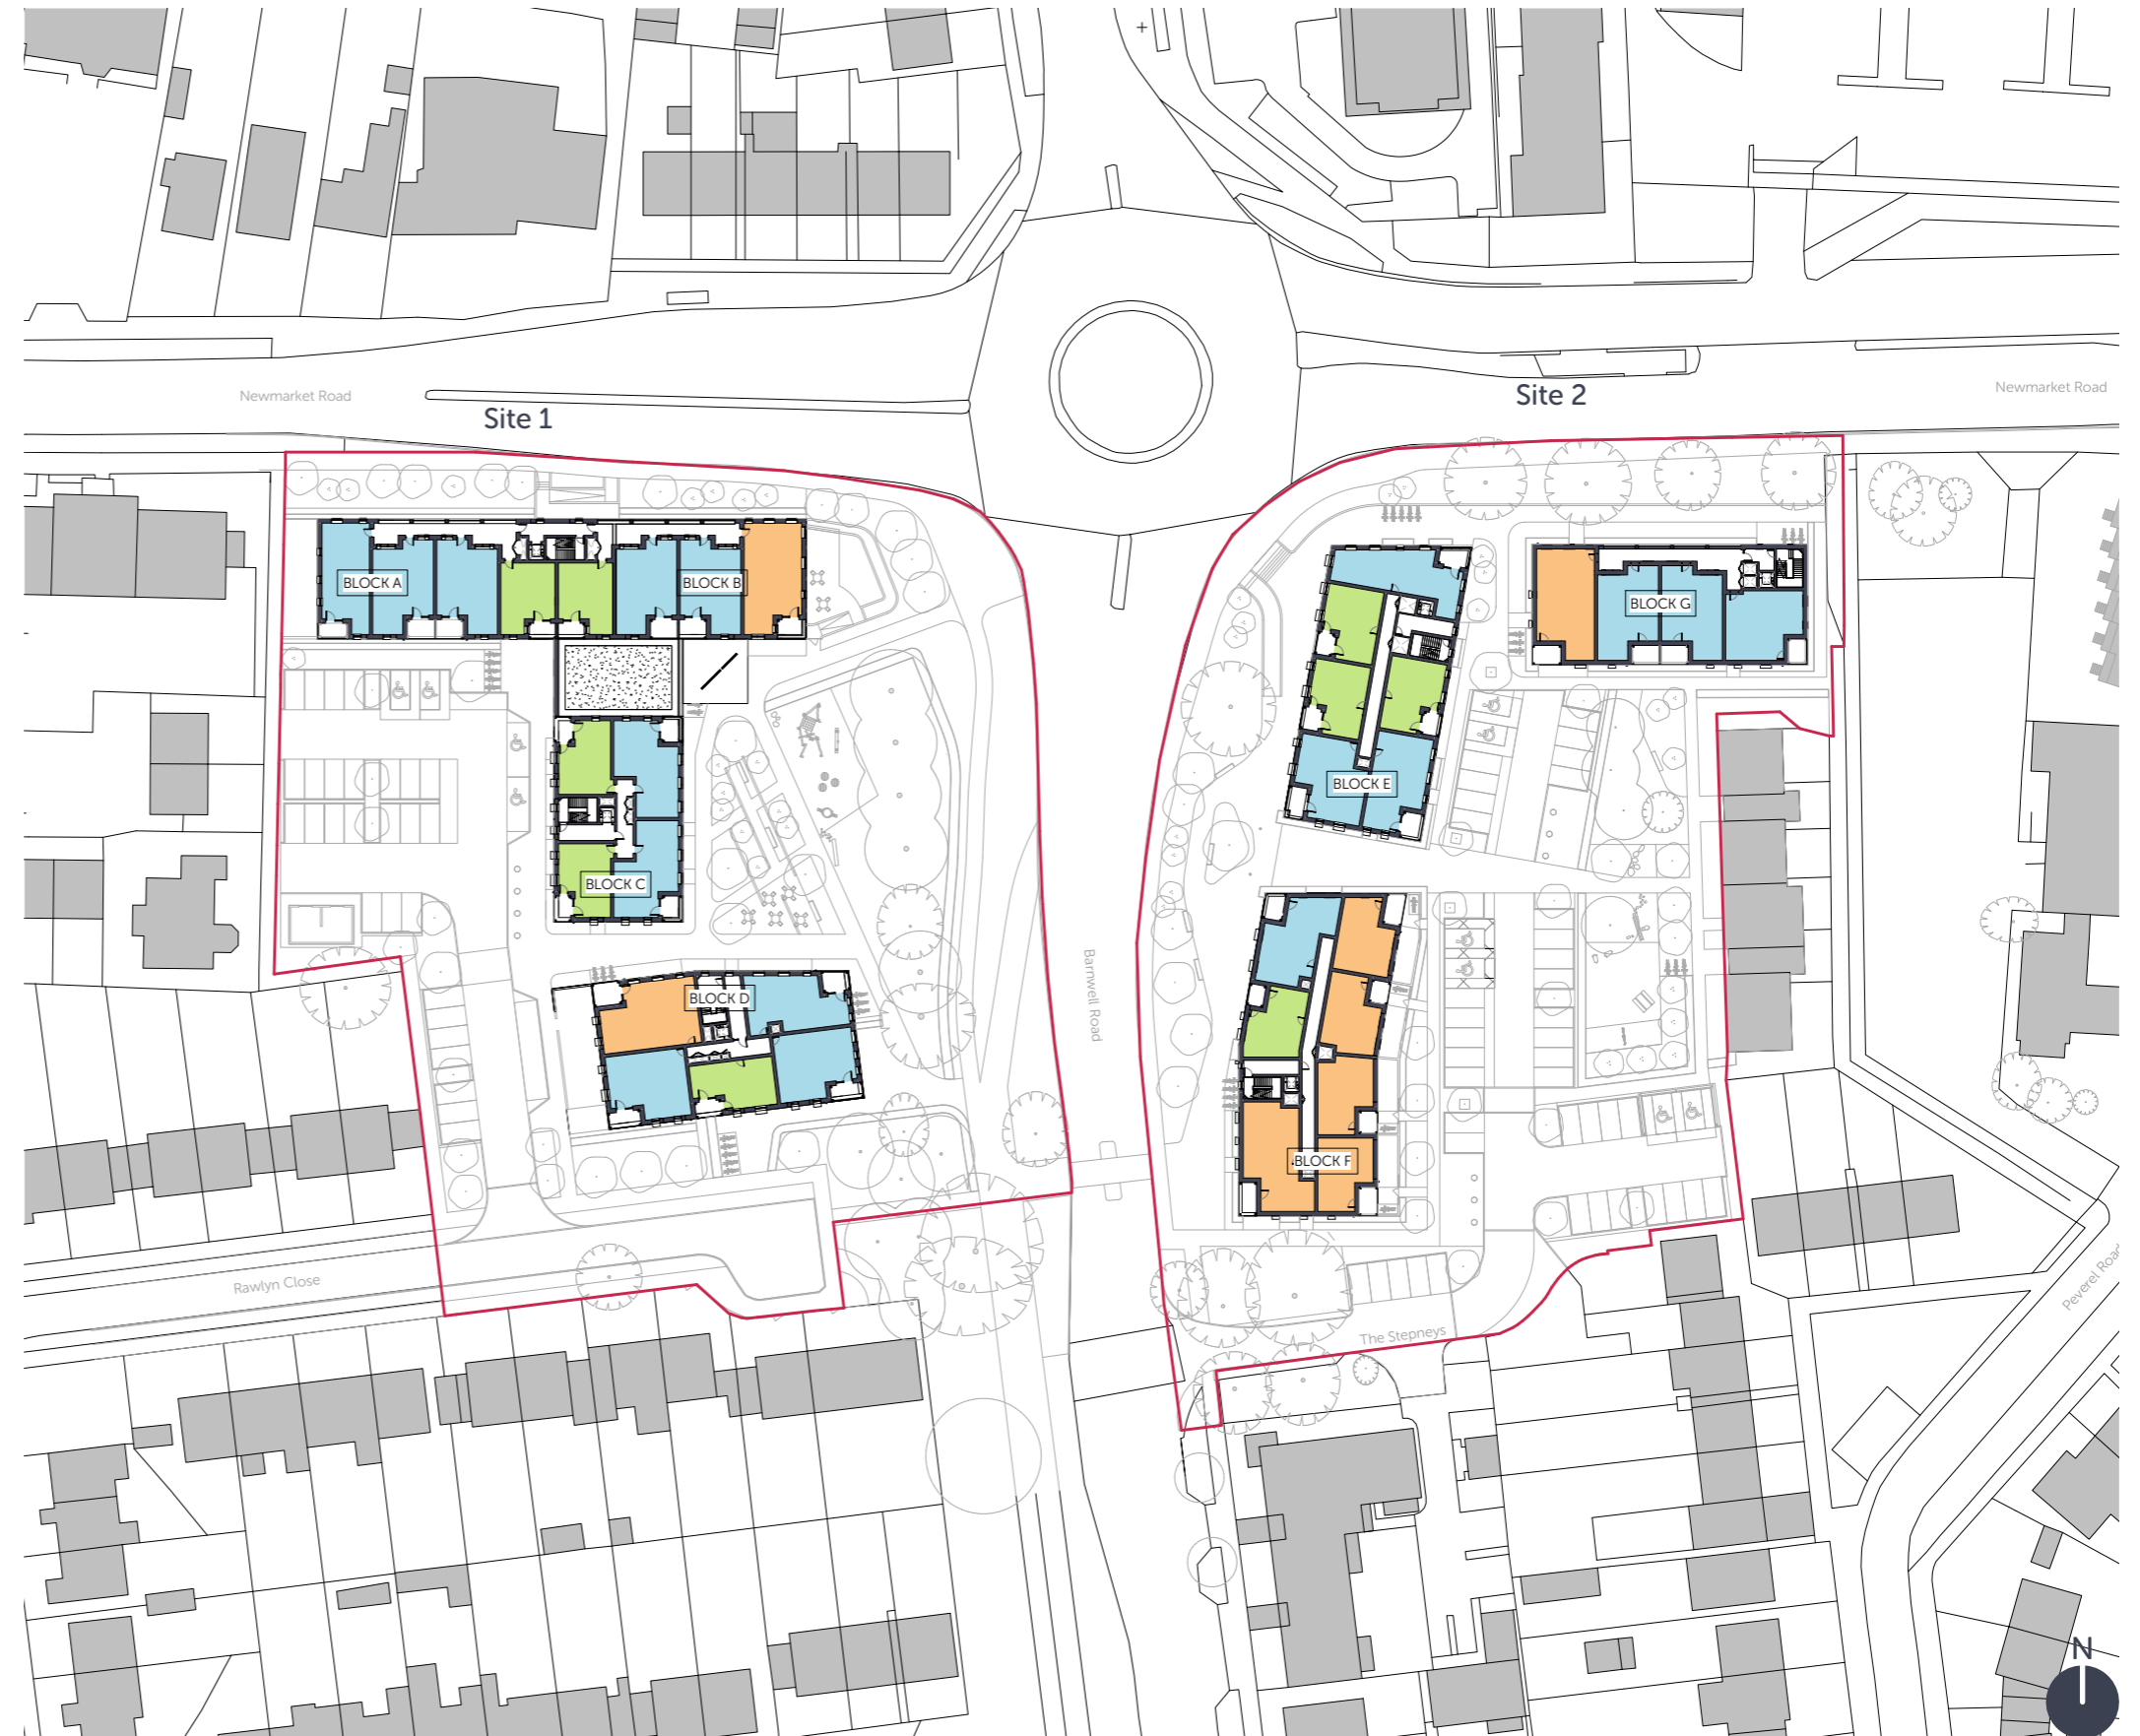 Newmarket Road
Site 1
Site 2
Newmarket Road
BLOCK A
BLOCK B
BLOCK G
BLOCK E
BLOCK C
BLOCK D
Barnwell Road
BLOCK F
Rawlyn Close
The Stepneys
Peverel Road
N